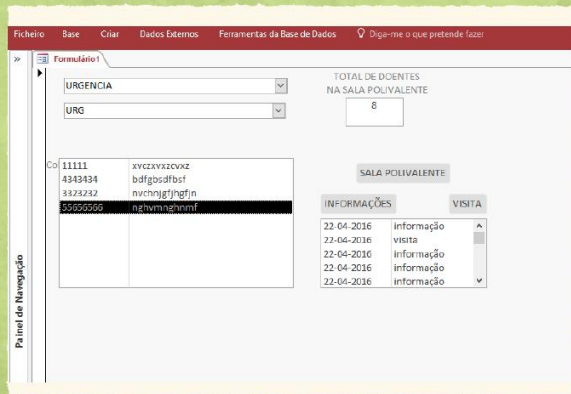 Ficheiro Base Criar Dados Externos Ferramentas da Base de Dados Diga-me o que pretende fazer
Formulário1
URGENCIA
URG
TOTAL DE DOENTES
NA SALA POLIVALENTE
8
Co
11111 xvczxvxzcvxz
4343434 bdfgbsdfbsf
3323232 nvchnjgfjhgfjn
55656566 nghvmnghnmf
SALA POLIVALENTE
INFORMAÇÕES VISITA
22-04-2016 informação
22-04-2016 visita
22-04-2016 informação
22-04-2016 informação
22-04-2016 informação
Painel de Navegação